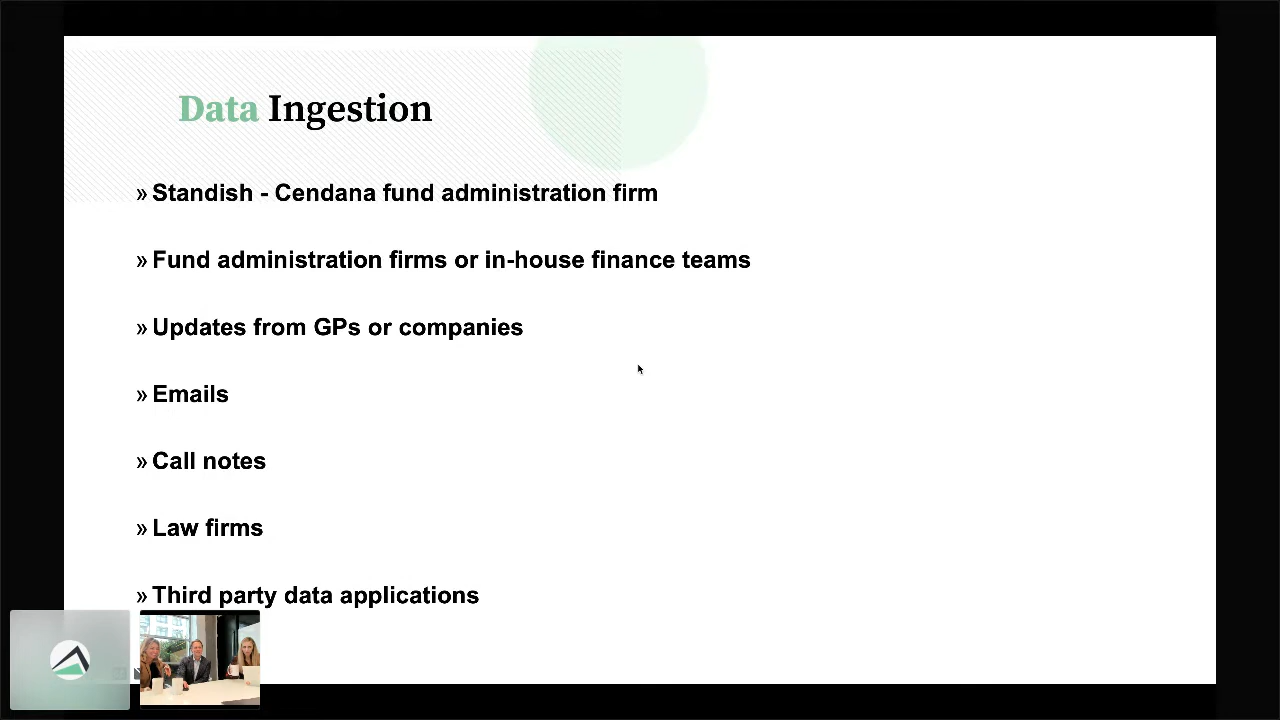 Data Ingestion
» Standish - Cendana fund administration firm
» Fund administration firms or in-house finance teams
» Updates from GPs or companies
» Emails
» Call notes
» Law firms
» Third party data applications